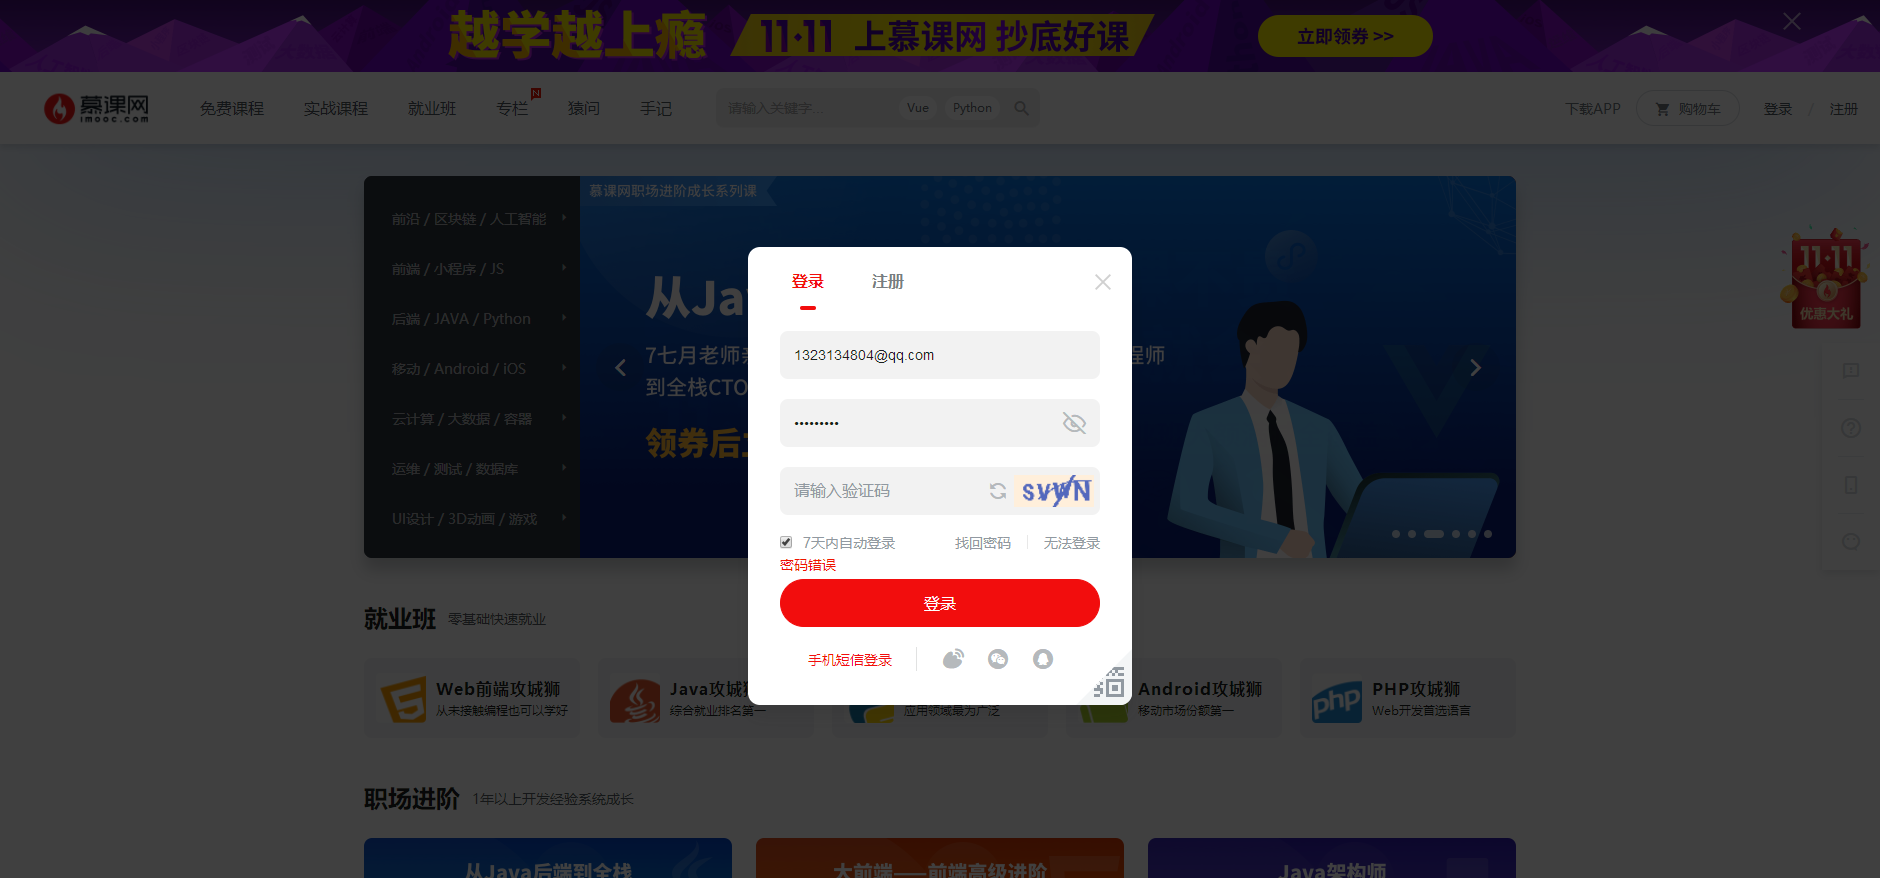 越学越上瘾
11·11 上慕课网 抄底好课
立即领券 >>
慕课网
imooc.com
免费课程
实战课程
就业班
专栏
N
猿问
手记
请输入关键字...
Vue
Python
下载APP
购物车
登录 / 注册
前沿 / 区块链 / 人工智能
前端 / 小程序 / JS
后端 / JAVA / Python
移动 / Android / iOS
云计算 / 大数据 / 容器
运维 / 测试 / 数据库
UI设计 / 3D动画 / 游戏
慕课网职场进阶成长系列课
从Ja
7七月老师
程师
到全栈CTO
领券后
11.11
优惠大礼
登录
注册
1323134804@qq.com
•••••••••
请输入验证码
svwN
7天内自动登录
找回密码
无法登录
密码错误
登录
手机短信登录
就业班
零基础快速就业
Web前端攻城狮
从未接触编程也可以学好
Java攻城
综合就业排名第一
应用领域最为广泛
Android攻城狮
移动市场份额第一
php
PHP攻城狮
Web开发首选语言
职场进阶
1年以上开发经验系统成长
从Java后端到全栈
大前端——前端高级进阶
Java架构师